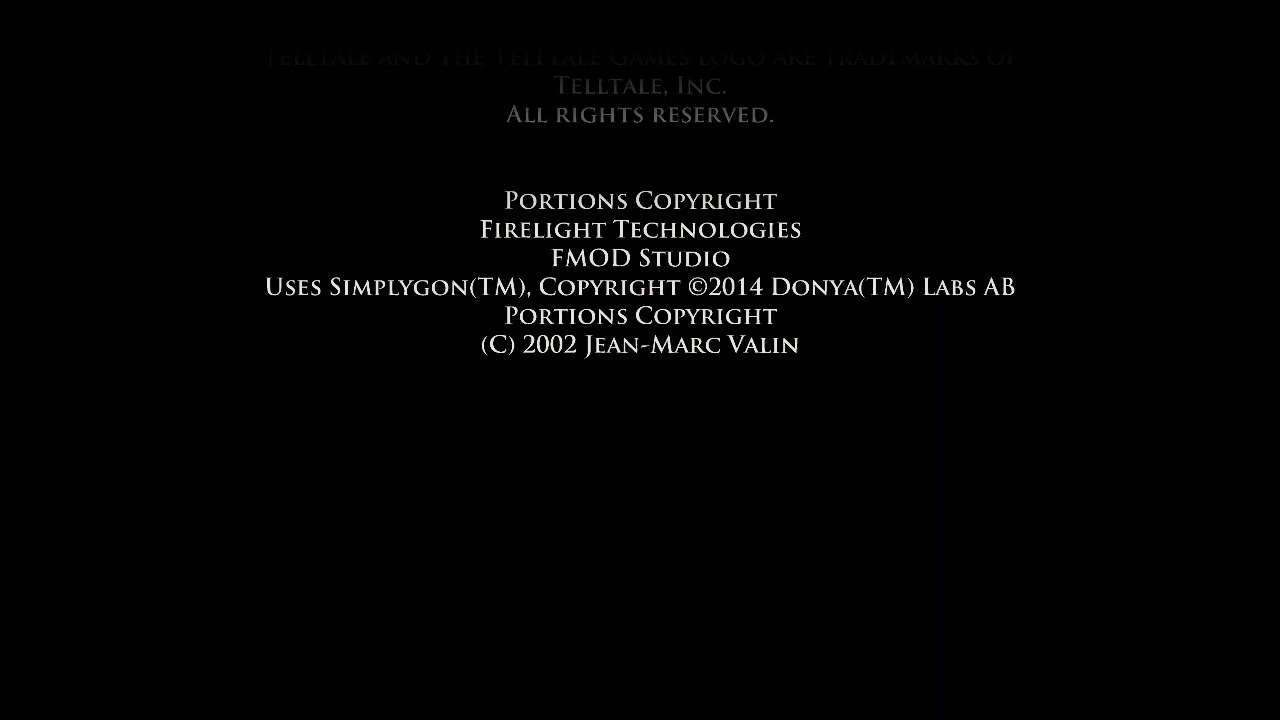 Telltale and the Telltale Games logo are trademarks of
Telltale, Inc.
All rights reserved.
Portions Copyright
Firelight Technologies
FMOD Studio
Uses Simplygon(TM), Copyright ©2014 Donya(TM) Labs AB
Portions Copyright
(C) 2002 Jean-Marc Valin